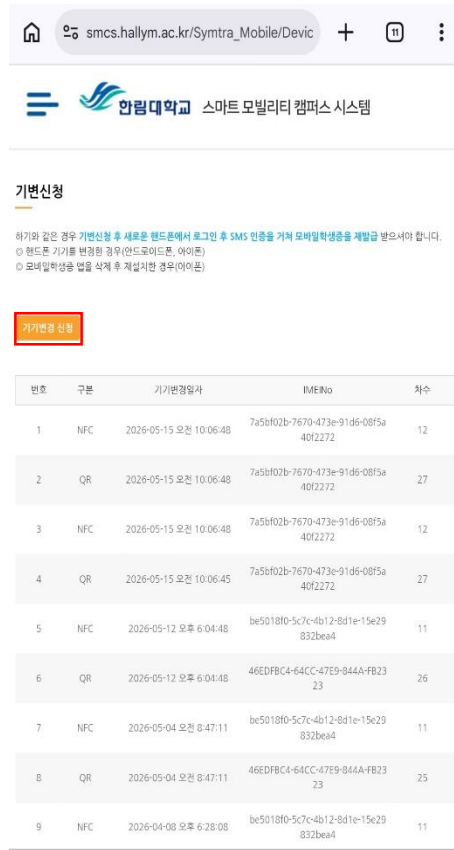 smcs.hallym.ac.kr/Symtra_Mobile/Devic
11
한림대학교 스마트 모빌리티 캠퍼스 시스템
기변신청
하기와 같은 경우 기변신청 후 새로운 핸드폰에서 로그인 후 SMS 인증을 거쳐 모바일학생증을 재발급 받으셔야 합니다.
◎ 핸드폰 기기를 변경한 경우(안드로이드폰, 아이폰)
◎ 모바일학생증 앱을 삭제 후 재설치한 경우(아이폰)
기기변경 신청
번호 구분 기기변경일자 IMEINo 차수
1 NFC 2026-05-15 오전 10:06:48 7a5bf02b-7670-473e-91d6-08f5a 12
40f2272
2 QR 2026-05-15 오전 10:06:48 7a5bf02b-7670-473e-91d6-08f5a 27
40f2272
3 NFC 2026-05-15 오전 10:06:48 7a5bf02b-7670-473e-91d6-08f5a 12
40f2272
4 QR 2026-05-15 오전 10:06:45 7a5bf02b-7670-473e-91d6-08f5a 27
40f2272
5 NFC 2026-05-12 오후 6:04:48 be5018f0-5c7c-4b12-8d1e-15e29 11
832bea4
6 QR 2026-05-12 오후 6:04:48 46EDFBC4-64CC-47E9-844A-FB23 26
23
7 NFC 2026-05-04 오전 8:47:11 be5018f0-5c7c-4b12-8d1e-15e29 11
832bea4
8 QR 2026-05-04 오전 8:47:11 46EDFBC4-64CC-47E9-844A-FB23 25
23
9 NFC 2026-04-08 오후 6:28:08 be5018f0-5c7c-4b12-8d1e-15e29 11
832bea4